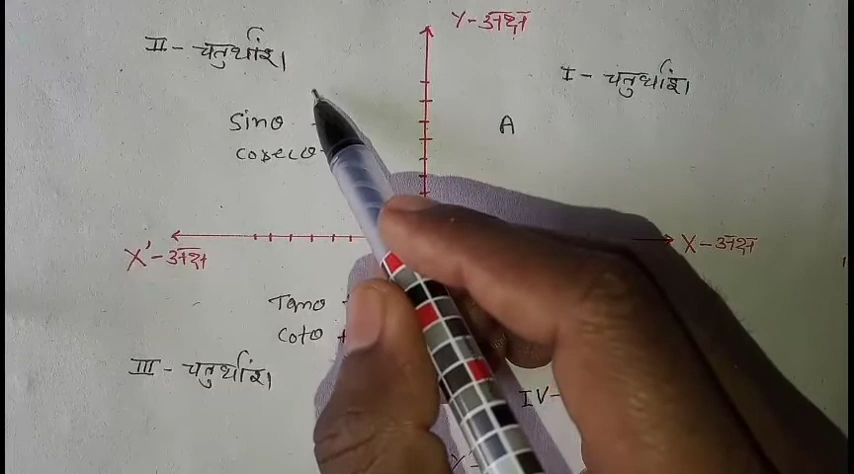 Y-अक्ष
II - चतुर्थांश
I - चतुर्थांश
Sinθ
A
cosecθ
X'-अक्ष
X-अक्ष
Tanθ
cotθ +
III - चतुर्थांश
IV-
Y'